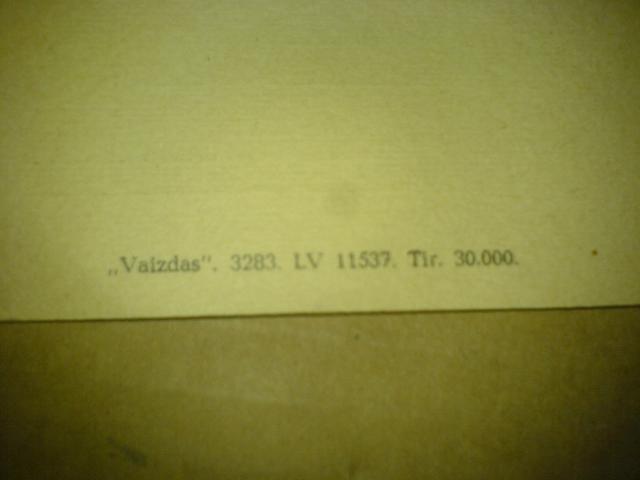 „Vaizdas“. 3283. LV 11537. Tir. 30.000.